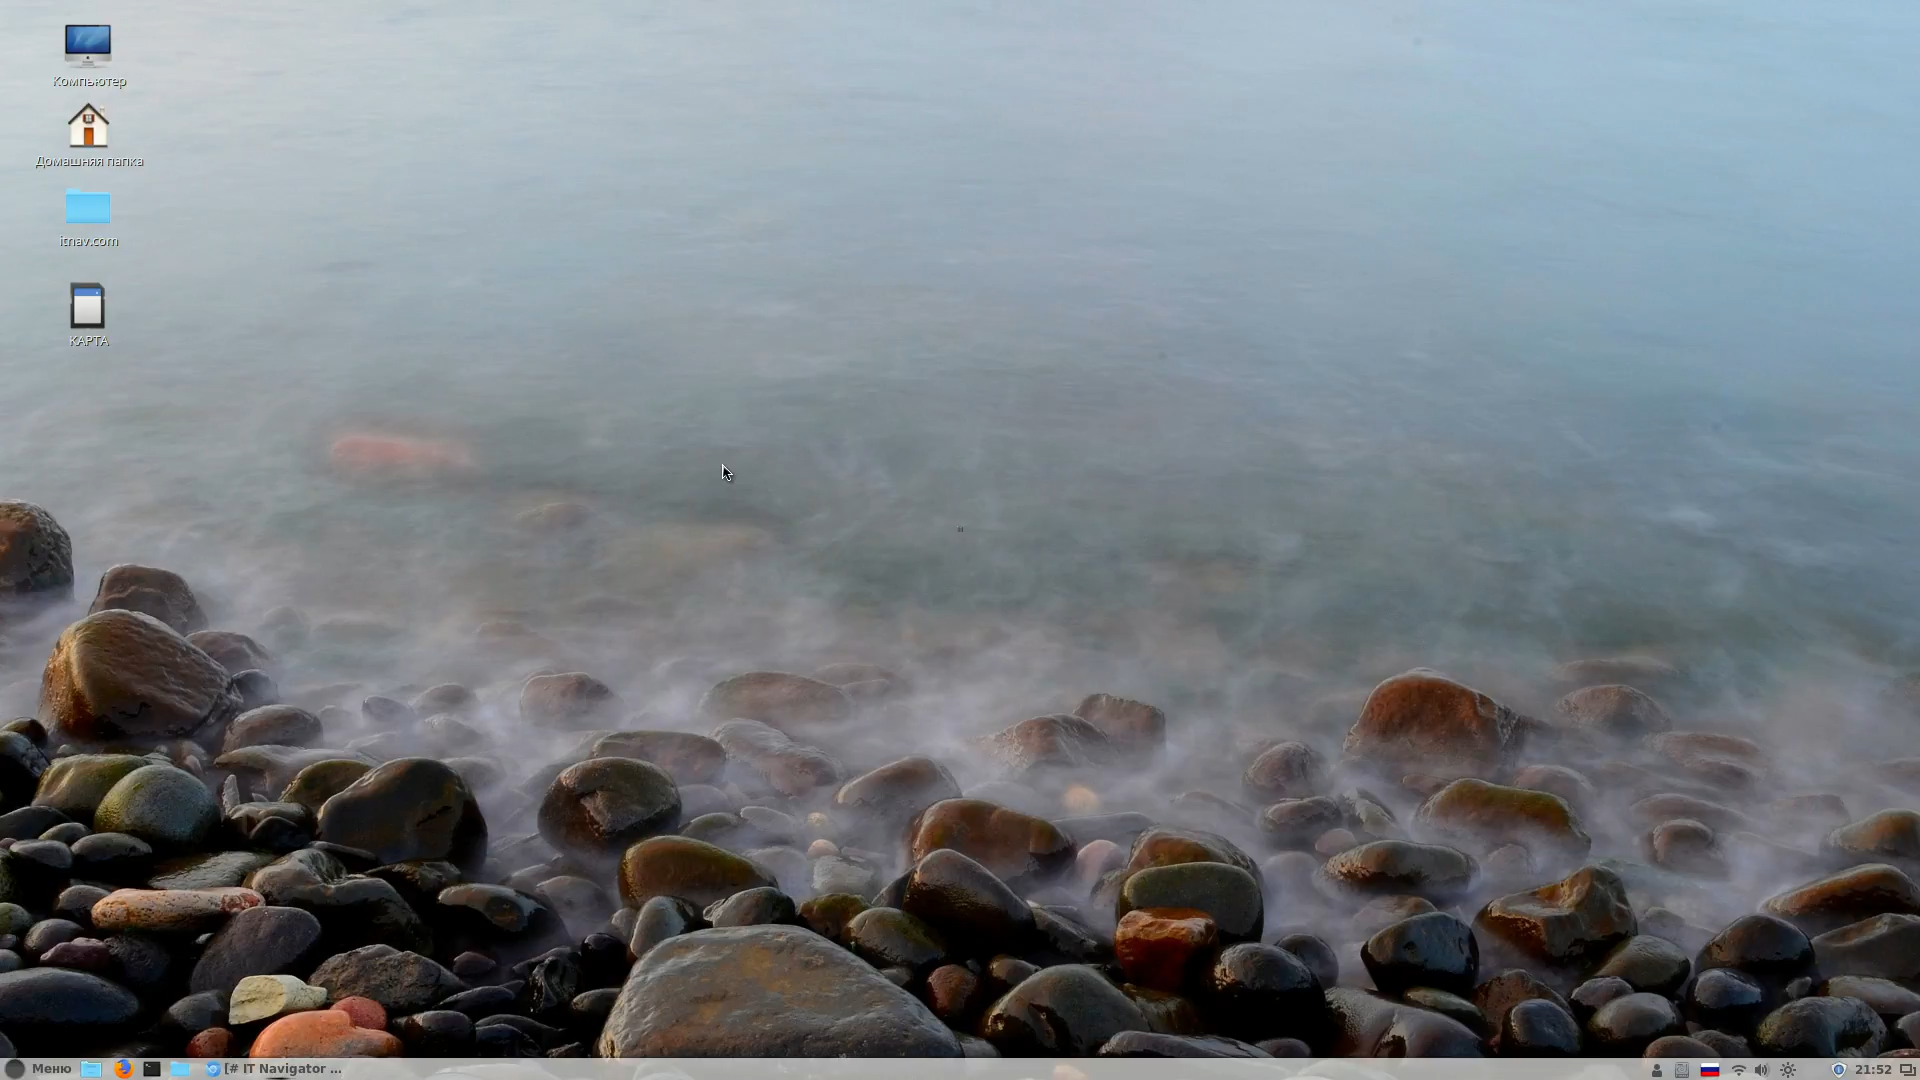 Компьютер
Домашняя папка
itnav.com
КАРТА
Меню
[# IT Navigator ...
21:52